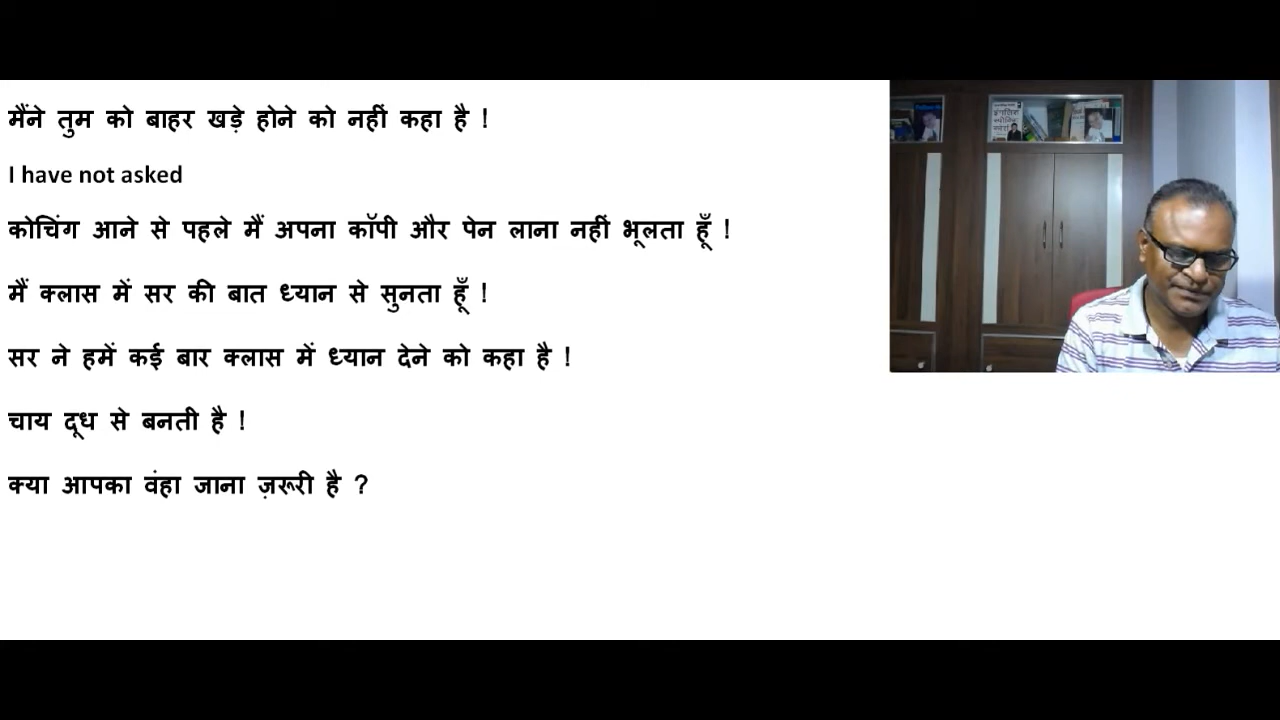 मैंने तुम को बाहर खड़े होने को नहीं कहा है !
I have not asked
कोचिंग आने से पहले मैं अपना कॉपी और पेन लाना नहीं भूलता हूँ !
मैं क्लास में सर की बात ध्यान से सुनता हूँ !
सर ने हमें कई बार क्लास में ध्यान देने को कहा है !
चाय दूध से बनती है !
क्या आपका वंहा जाना ज़रूरी है ?